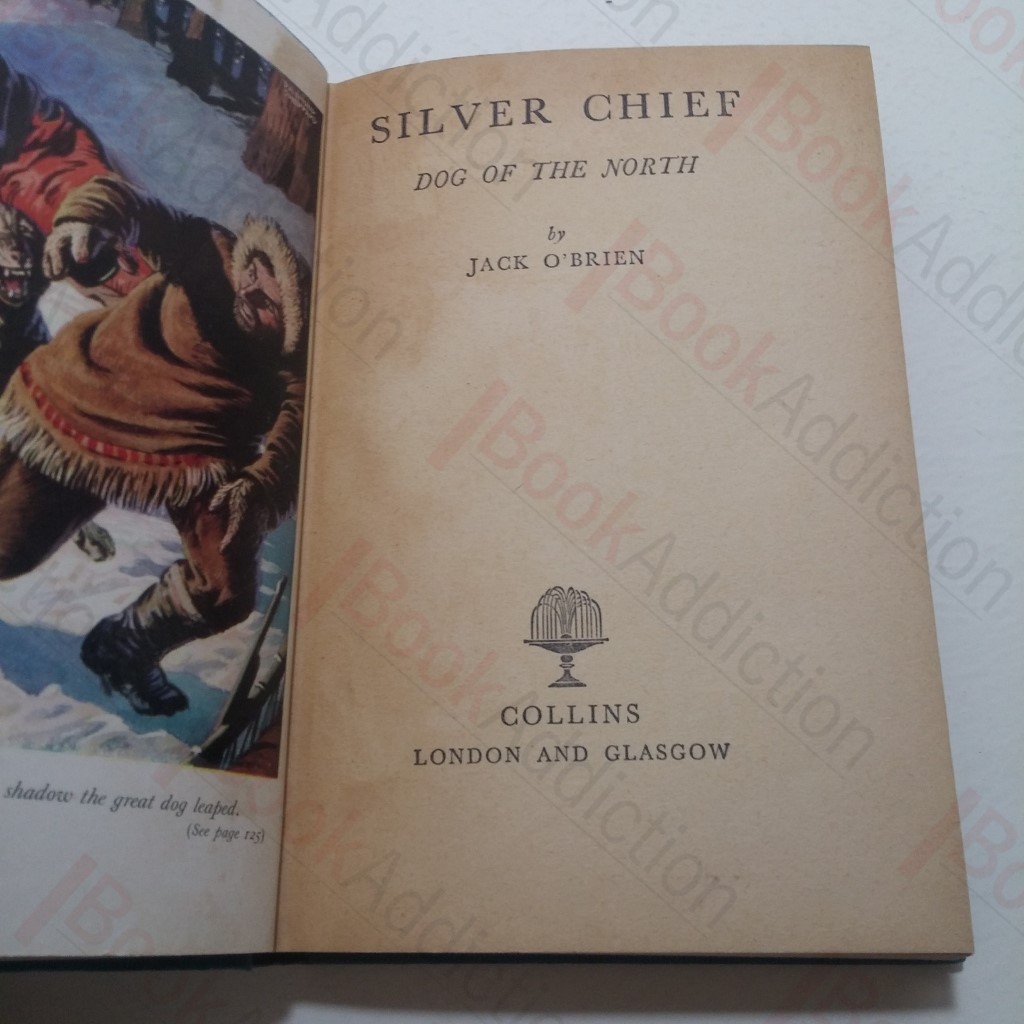 SILVER CHIEF
DOG OF THE NORTH
by
JACK O'BRIEN
COLLINS
LONDON AND GLASGOW
shadow the great dog leaped.
(See page 125)
IBookAddiction